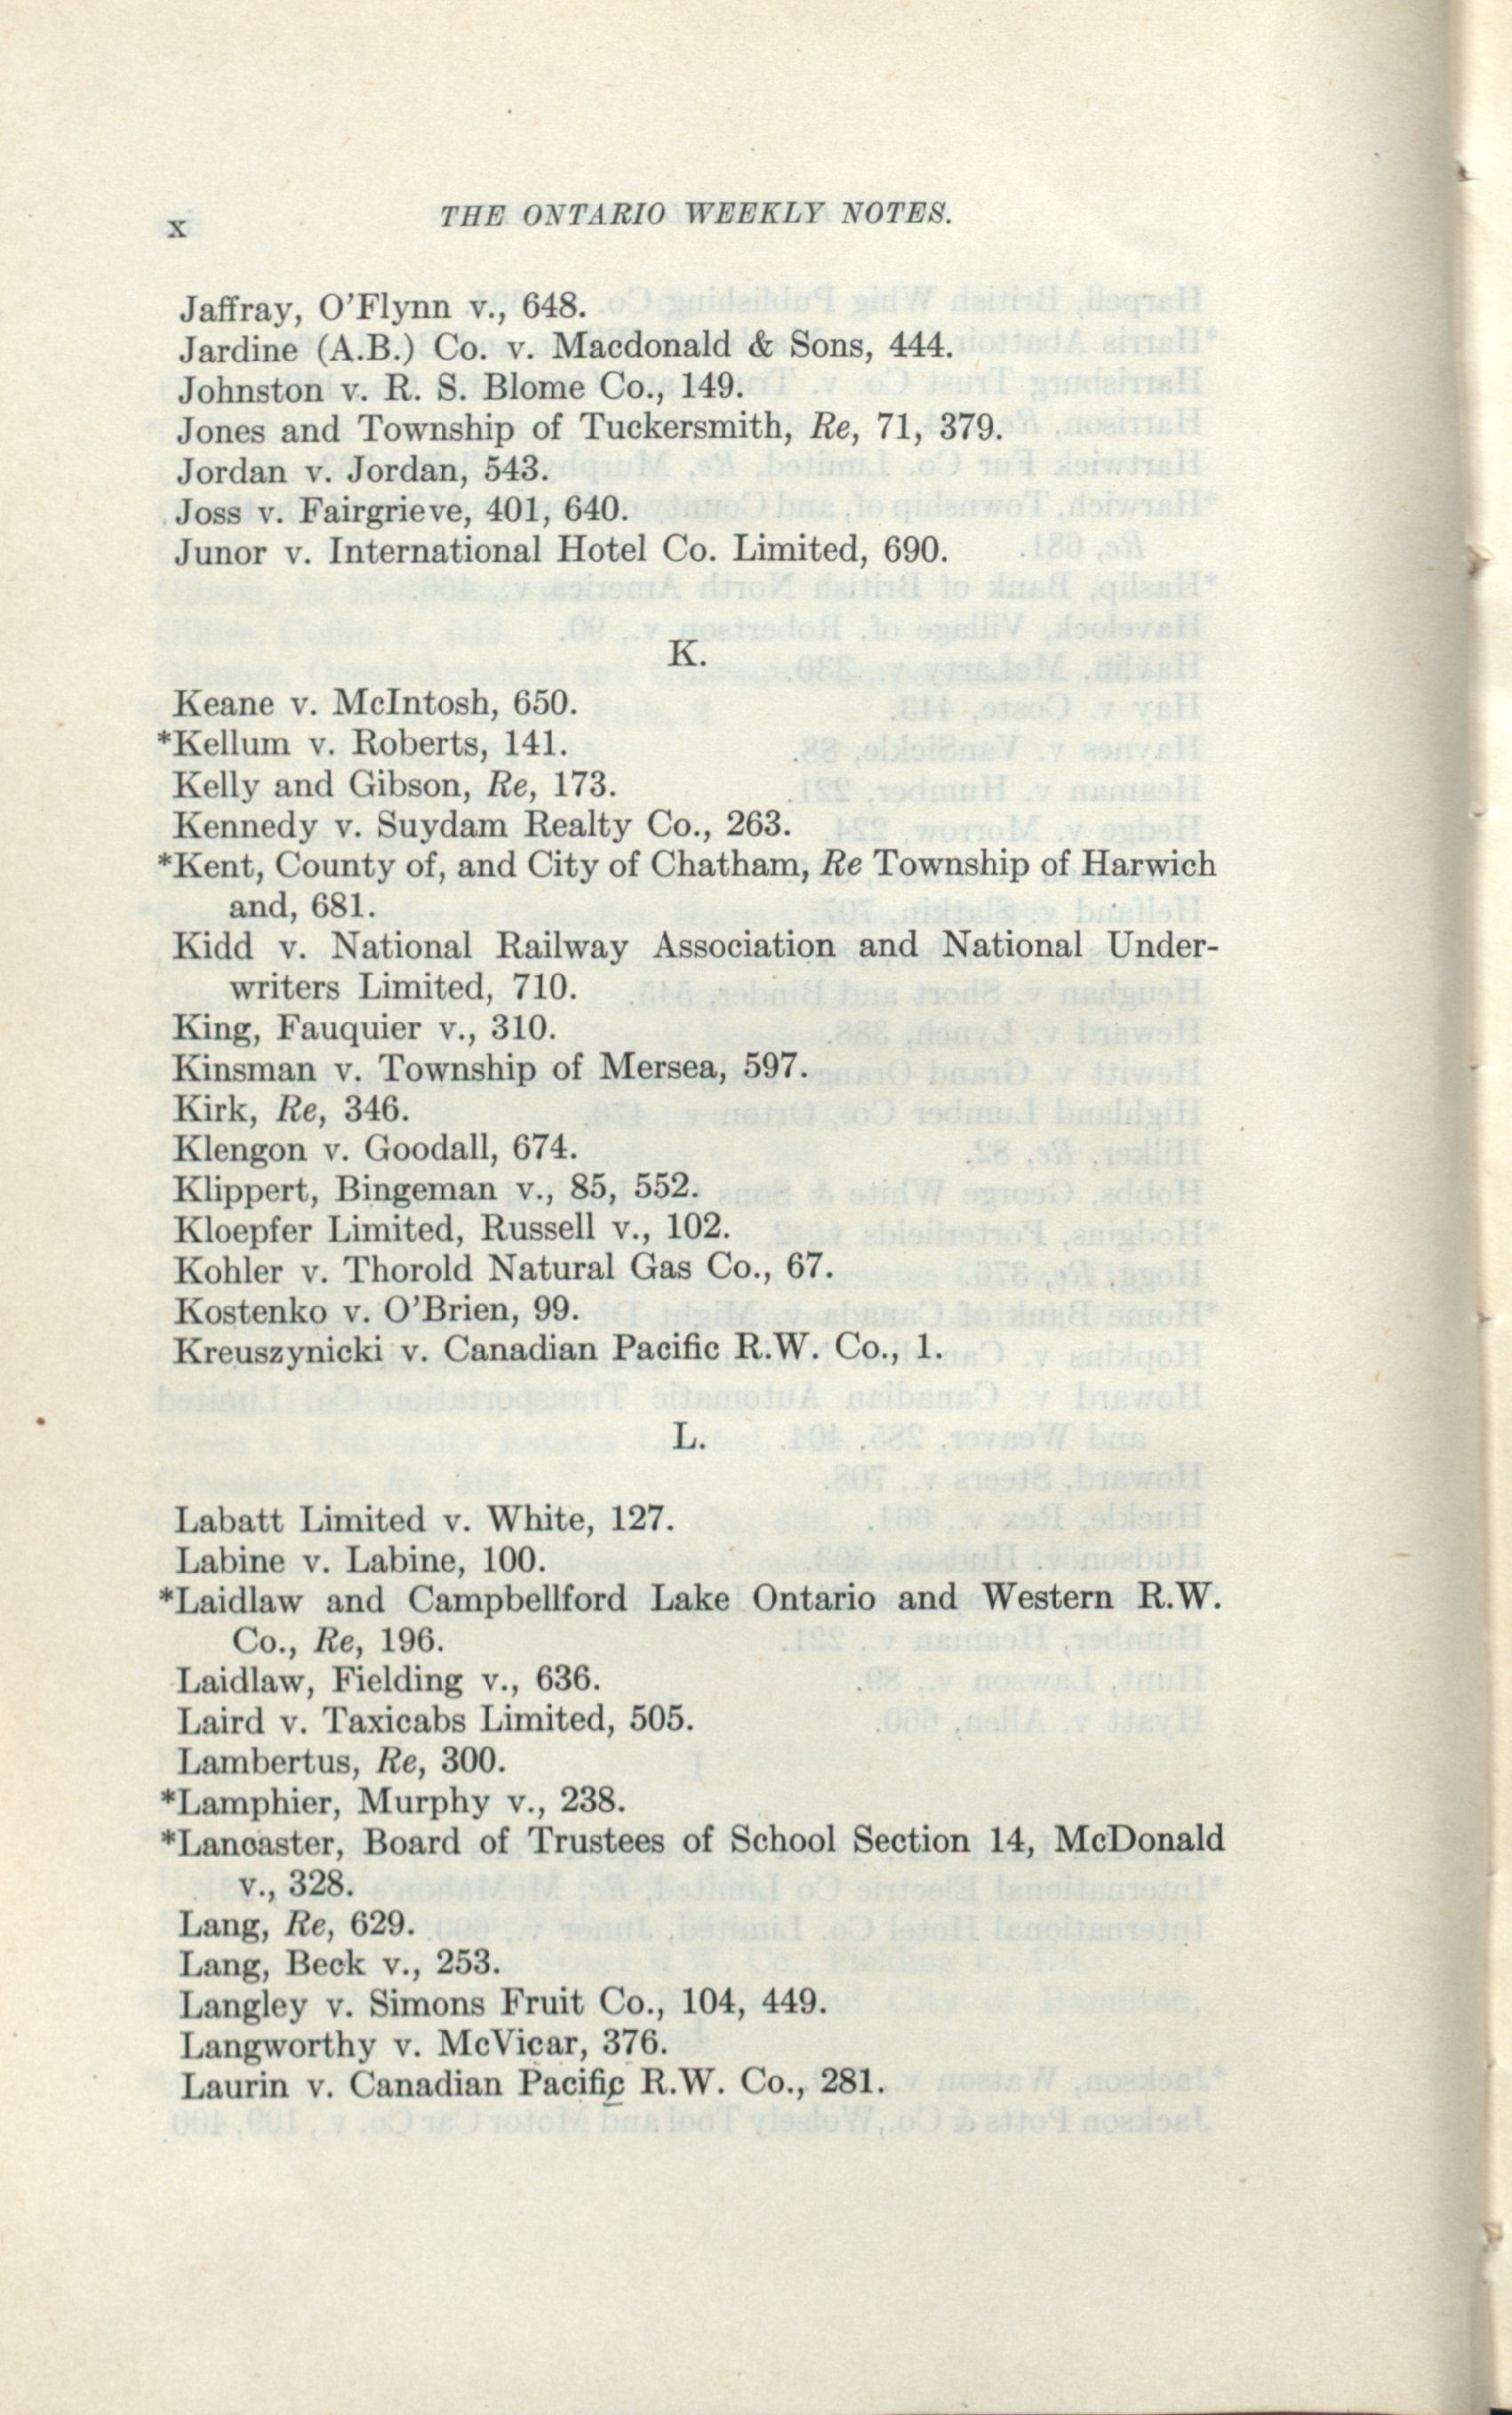 x
THE ONTARIO WEEKLY NOTES.
Jaffray, O'Flynn v., 648.
Jardine (A.B.) Co. v. Macdonald & Sons, 444.
Johnston v. R. S. Blome Co., 149.
Jones and Township of Tuckersmith, Re, 71, 379.
Jordan v. Jordan, 543.
Joss v. Fairgrieve, 401, 640.
Junor v. International Hotel Co. Limited, 690.
K.
Keane v. McIntosh, 650.
*Kellum v. Roberts, 141.
Kelly and Gibson, Re, 173.
Kennedy v. Suydam Realty Co., 263.
*Kent, County of, and City of Chatham, Re Township of Harwich
and, 681.
Kidd v. National Railway Association and National Under-
writers Limited, 710.
King, Fauquier v., 310.
Kinsman v. Township of Mersea, 597.
Kirk, Re, 346.
Klengon v. Goodall, 674.
Klippert, Bingeman v., 85, 552.
Kloepfer Limited, Russell v., 102.
Kohler v. Thorold Natural Gas Co., 67.
Kostenko v. O'Brien, 99.
Kreuszynicki v. Canadian Pacific R.W. Co., 1.
L.
Labatt Limited v. White, 127.
Labine v. Labine, 100.
*Laidlaw and Campbellford Lake Ontario and Western R.W.
Co., Re, 196.
Laidlaw, Fielding v., 636.
Laird v. Taxicabs Limited, 505.
Lambertus, Re, 300.
*Lamphier, Murphy v., 238.
*Lancaster, Board of Trustees of School Section 14, McDonald
v., 328.
Lang, Re, 629.
Lang, Beck v., 253.
Langley v. Simons Fruit Co., 104, 449.
Langworthy v. McVicar, 376.
Laurin v. Canadian Pacific R.W. Co., 281.